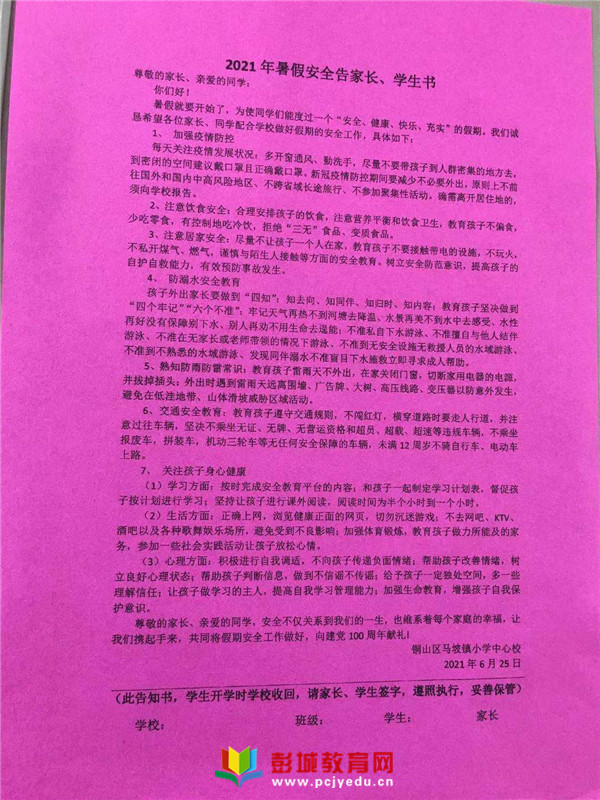 2021 年暑假安全告家长、学生书
尊敬的家长、亲爱的同学：
你们好！
暑假就要开始了，为使同学们能度过一个“安全、健康、快乐、充实”的假期，我们诚
恳希望各位家长、同学配合学校做好假期的安全工作，具体如下：
1、 加强疫情防控
每天关注疫情发展状况；多开窗通风、勤洗手，尽量不要带孩子到人群密集的地方去，
到密闭的空间建议戴口罩且正确戴口罩。新冠疫情防控期间要减少不必要外出，原则上不前
往国外和国内中高风险地区、不跨省域长途旅行、不参加聚集性活动，确需离开居住地的，
须向学校报告。
2、注意饮食安全：合理安排孩子的饮食，注意营养平衡和饮食卫生，教育孩子不偏食，
少吃零食，有控制地吃冷饮，拒绝“三无”食品、变质食品。
3、注意居家安全：尽量不让孩子一个人在家，教育孩子不要接触带电的设施，不玩火，
不私开煤气、燃气，谨慎与陌生人接触等方面的安全教育。树立安全防范意识，提高孩子的
自护自救能力，有效预防事故发生。
4、 防溺水安全教育
孩子外出家长要做到“四知”；知去向、知同伴、知归时、知内容；教育孩子坚决做到
“四个牢记”“六个不准”；牢记天气再热不到河塘去降温、水景再美不到水中去感受、水性
再好没有保障别下水、别人再劝不用生命去逞能；不准私自下水游泳、不准擅自与他人结伴
游泳、不准在无家长或老师带领的情况下游泳、不准到无安全设施无救援人员的水域游泳、
不准到不熟悉的水域游泳、发现同伴溺水不准盲目下水施救立即寻求成人帮助。
5、熟知防雨防雷常识；教育孩子雷雨天不外出，在家关闭门窗，切断家用电器的电源，
并拔掉插头；外出时遇到雷雨天远离围墙、广告牌、大树、高压线路、变压器以防意外发生，
避免在低洼地带、山体滑坡威胁区域活动。
6、交通安全教育：教育孩子遵守交通规则，不闯红灯，横穿道路时要走人行道，并注
意过往车辆，坚决不乘坐无证、无牌、无营运资格和超员、超载、超速等违规车辆，不乘坐
报废车，拼装车，机动三轮车等无任何安全保障的车辆，未满 12 周岁不骑自行车、电动车
上路。
7、 关注孩子身心健康
（1）学习方面：按时完成安全教育平台的内容；和孩子一起制定学习计划表，督促孩
子按计划进行学习；坚持让孩子进行课外阅读，阅读时间为半个小时到一个小时。
（2）生活方面：正确上网，浏览健康正面的网页，切勿沉迷游戏；不去网吧、KTV、
酒吧以及各种歌舞娱乐场所，避免受到不良影响；加强体育锻炼，教育孩子做力所能及的家
务，参加一些社会实践活动让孩子放松心情。
（3）心理方面：积极进行自我调适，不向孩子传递负面情绪；帮助孩子改善情绪，树
立良好心理状态；帮助孩子判断信息，做到不信谣不传谣；给予孩子一定独处空间，多一些
理解信任；让孩子做学习的主人，提高自我学习管理能力；加强生命教育，增强孩子自我保
护意识。
尊敬的家长、亲爱的同学，安全不仅关系到我们的一生，也维系着每个家庭的幸福，让
我们携起手来，共同将假期安全工作做好，向建党 100 周年献礼！
铜山区马坡镇小学中心校
2021 年 6 月 25 日
（此告知书，学生开学时学校收回，请家长、学生签字，遵照执行，妥善保管）
学校： 班级： 学生： 家长
彭城教育网
www.pcjyedu.cn